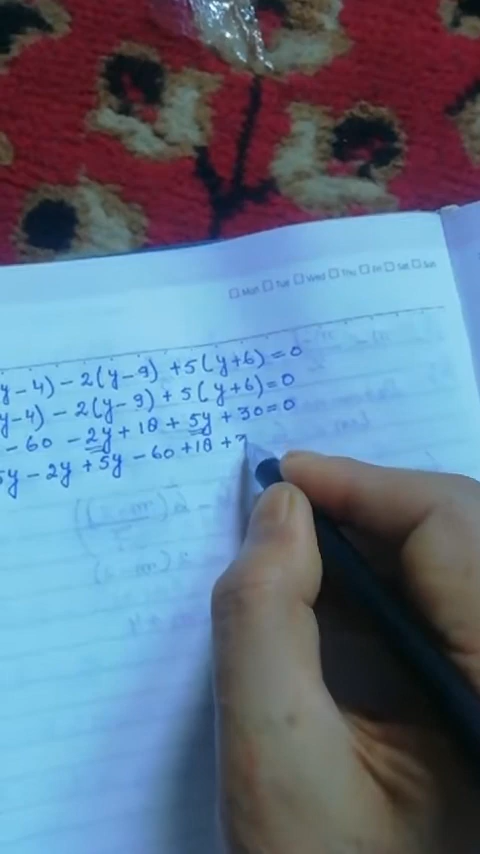 Mon Tue Wed Thu Fri Sat Sun
y-4) - 2(y-9) + 5(y+6) = 0
y-4) - 2(y-9) + 5(y+6) = 0
- 60 - 2y + 18 + 5y + 30 = 0
5y - 2y + 5y - 60 + 18 + 3